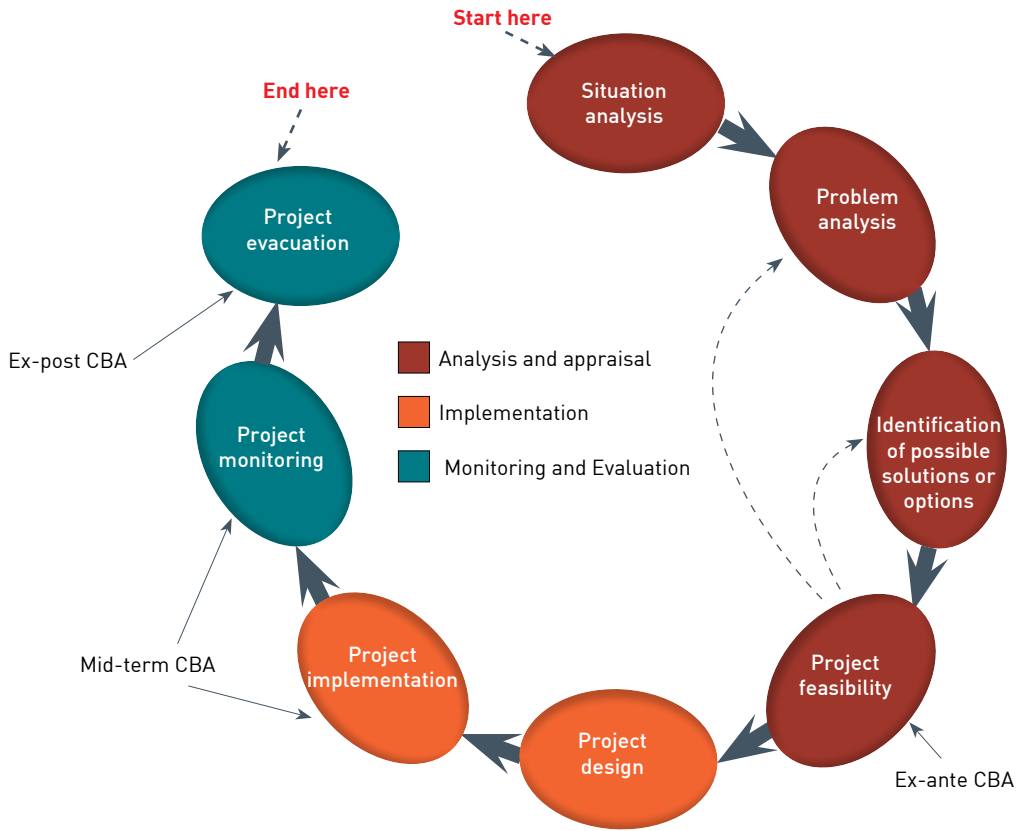 Start here
Situation
analysis
End here
Problem
analysis
Project
evacuation
Ex-post CBA
Analysis and appraisal
Implementation
Monitoring and Evaluation
Identification
of possible
solutions or
options
Project
monitoring
Project
feasibility
Mid-term CBA
Project
implementation
Project
design
Ex-ante CBA